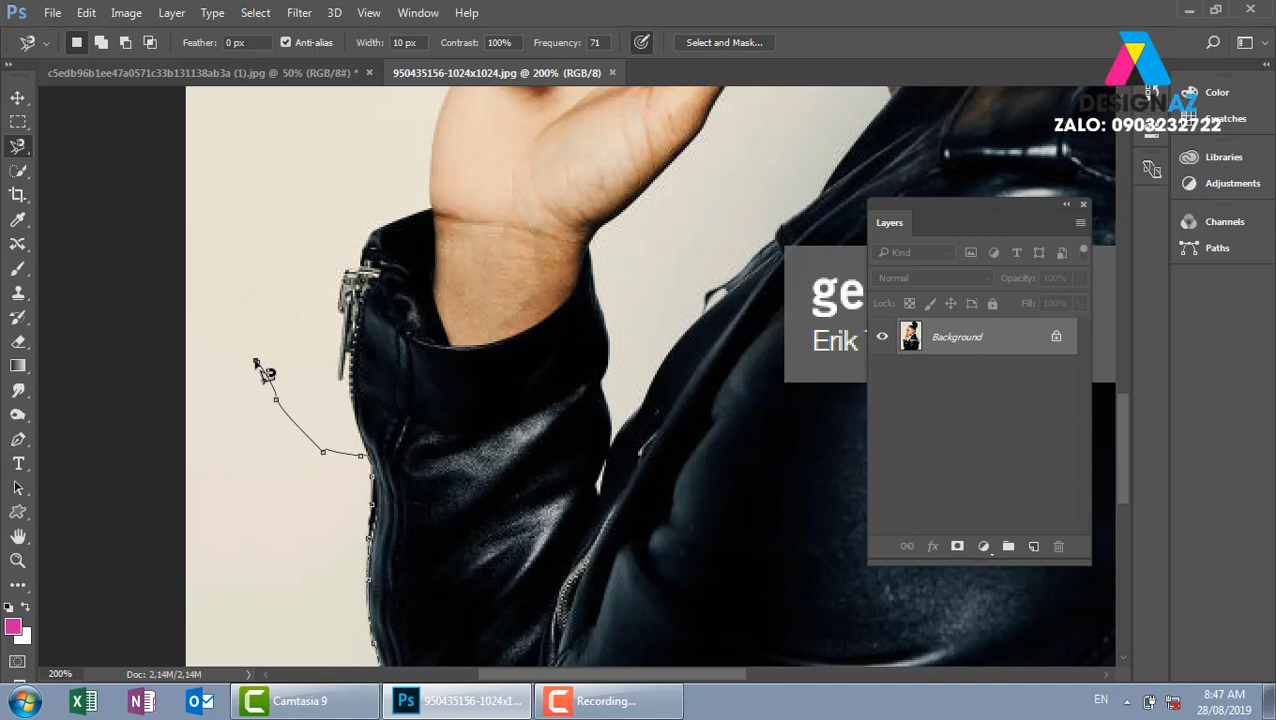 Ps File Edit Image Layer Type Select Filter 3D View Window Help
Feather: 0 px Anti-alias Width: 10 px Contrast: 100% Frequency: 71 Select and Mask...
c5edb96b1ee47a0571c33b131138ab3a (1).jpg @ 50% (RGB/8#) * 950435156-1024x1024.jpg @ 200% (RGB/8)
DESIGNAZ
ZALO: 0903232722
Color
Swatches
Libraries
Adjustments
Channels
Paths
Layers
Kind
Normal Opacity: 100%
Lock: Fill: 100%
Background
ge
Erik
200% Doc: 2,14M/2,14M
Camtasia 9
Ps 950435156-1024x1...
Recording...
EN
8:47 AM
28/08/2019